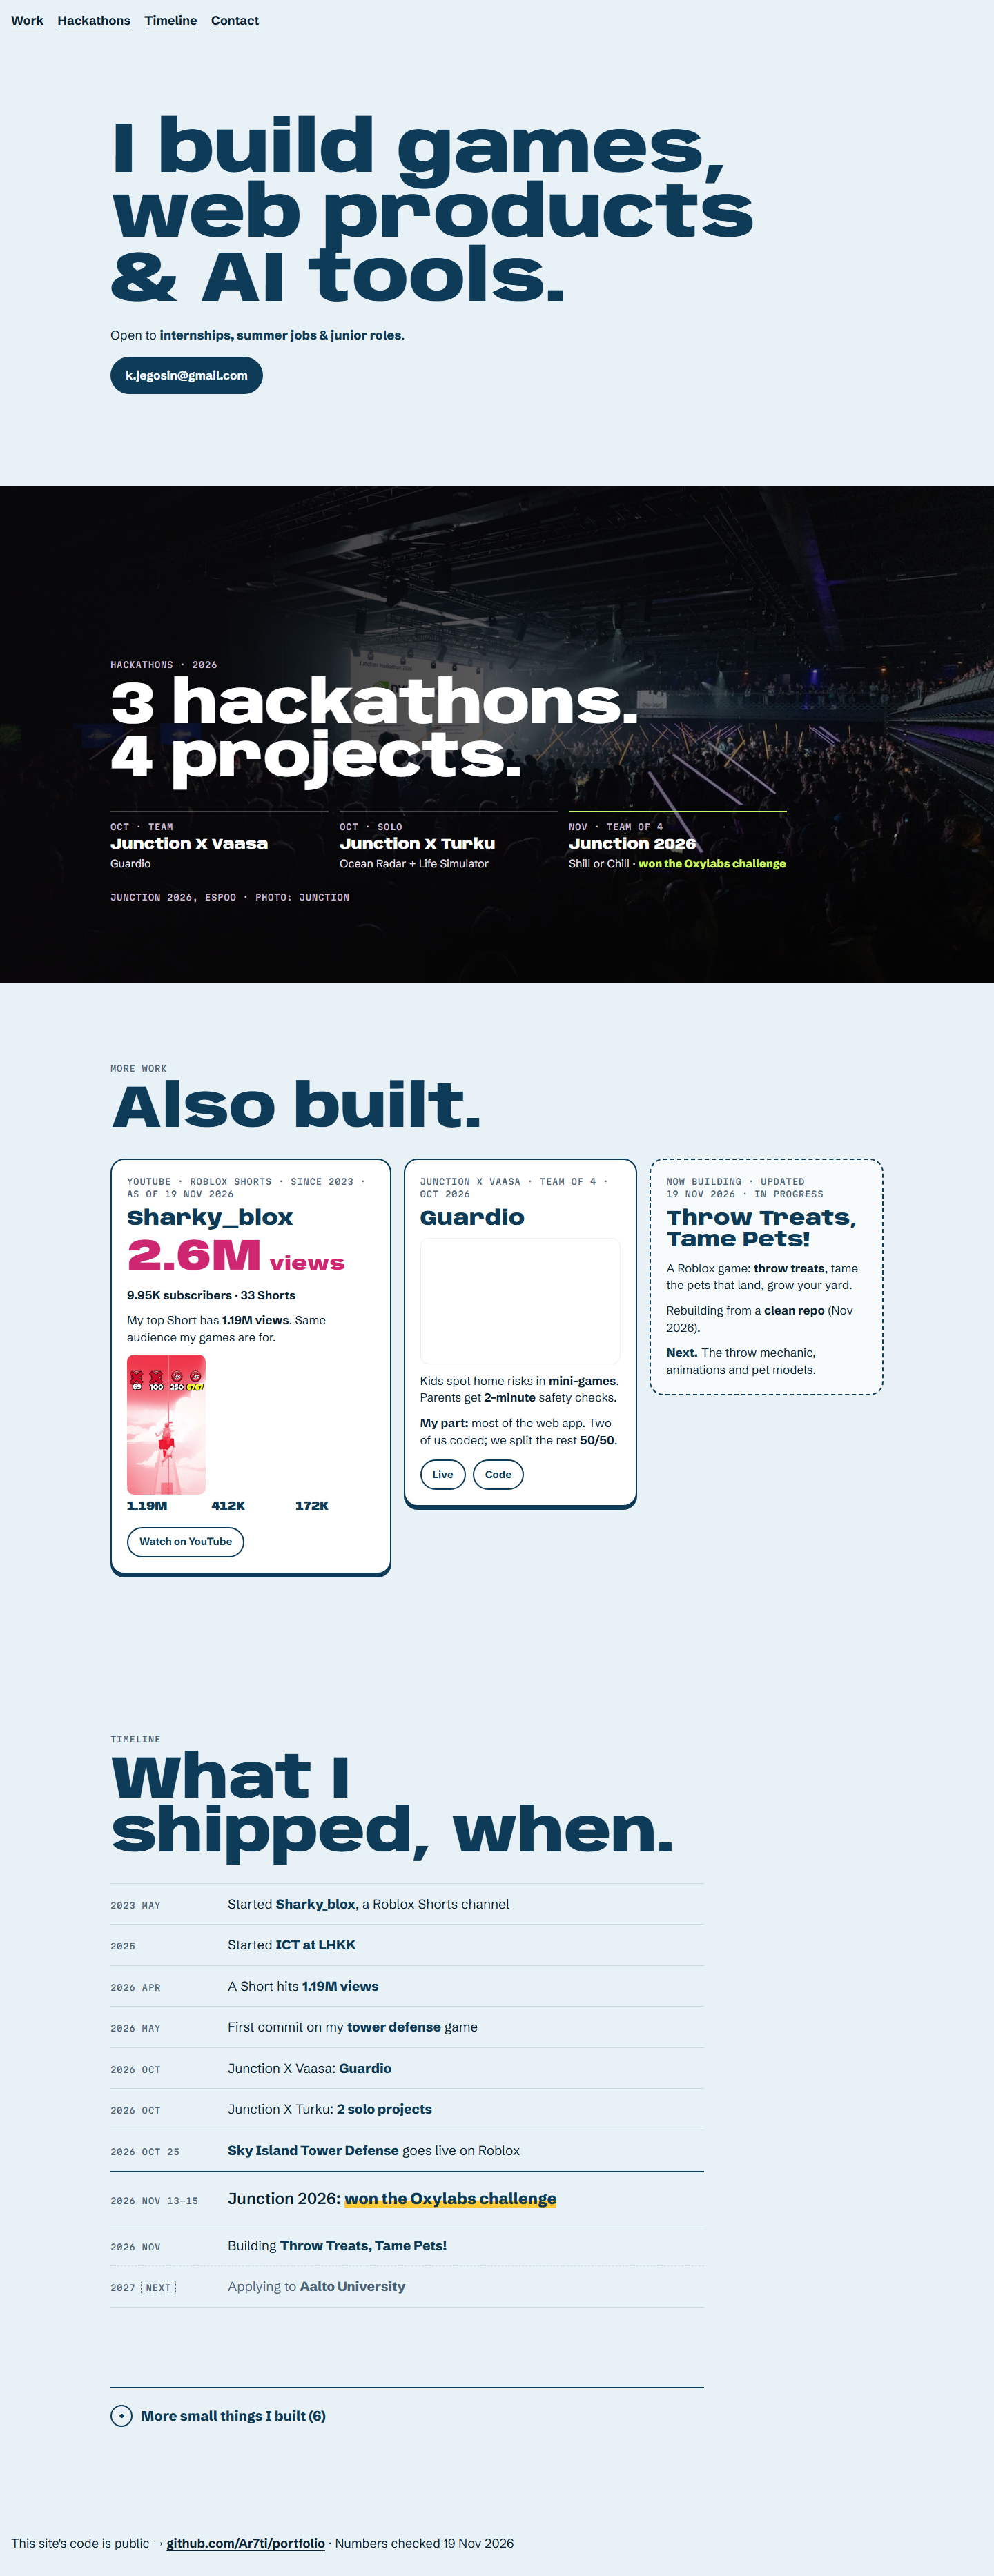 Work Hackathons Timeline Contact
I build games,
web products
& AI tools.
Open to internships, summer jobs & junior roles.
k.jegosin@gmail.com
HACKATHONS · 2026
3 hackathons.
4 projects.
OCT · TEAM
Junction X Vaasa
Guardio
OCT · SOLO
Junction X Turku
Ocean Radar + Life Simulator
NOV · TEAM OF 4
Junction 2026
Shill or Chill · won the Oxylabs challenge
JUNCTION 2026, ESPOO · PHOTO: JUNCTION
MORE WORK
Also built.
YOUTUBE · ROBLOX SHORTS · SINCE 2023 ·
AS OF 19 NOV 2026
Sharky_blox
2.6M views
9.95K subscribers · 33 Shorts
My top Short has 1.19M views. Same
audience my games are for.
69 100 250 6767
1.19M 412K 172K
Watch on YouTube
JUNCTION X VAASA · TEAM OF 4 ·
OCT 2026
Guardio
Kids spot home risks in mini-games.
Parents get 2-minute safety checks.
My part: most of the web app. Two
of us coded; we split the rest 50/50.
Live Code
NOW BUILDING · UPDATED
19 NOV 2026 · IN PROGRESS
Throw Treats,
Tame Pets!
A Roblox game: throw treats, tame
the pets that land, grow your yard.
Rebuilding from a clean repo (Nov
2026).
Next. The throw mechanic,
animations and pet models.
TIMELINE
What I
shipped, when.
2023 MAY Started Sharky_blox, a Roblox Shorts channel
2025 Started ICT at LHKK
2026 APR A Short hits 1.19M views
2026 MAY First commit on my tower defense game
2026 OCT Junction X Vaasa: Guardio
2026 OCT Junction X Turku: 2 solo projects
2026 OCT 25 Sky Island Tower Defense goes live on Roblox
2026 NOV 13–15 Junction 2026: won the Oxylabs challenge
2026 NOV Building Throw Treats, Tame Pets!
2027 NEXT Applying to Aalto University
More small things I built (6)
This site's code is public → github.com/Ar7ti/portfolio · Numbers checked 19 Nov 2026